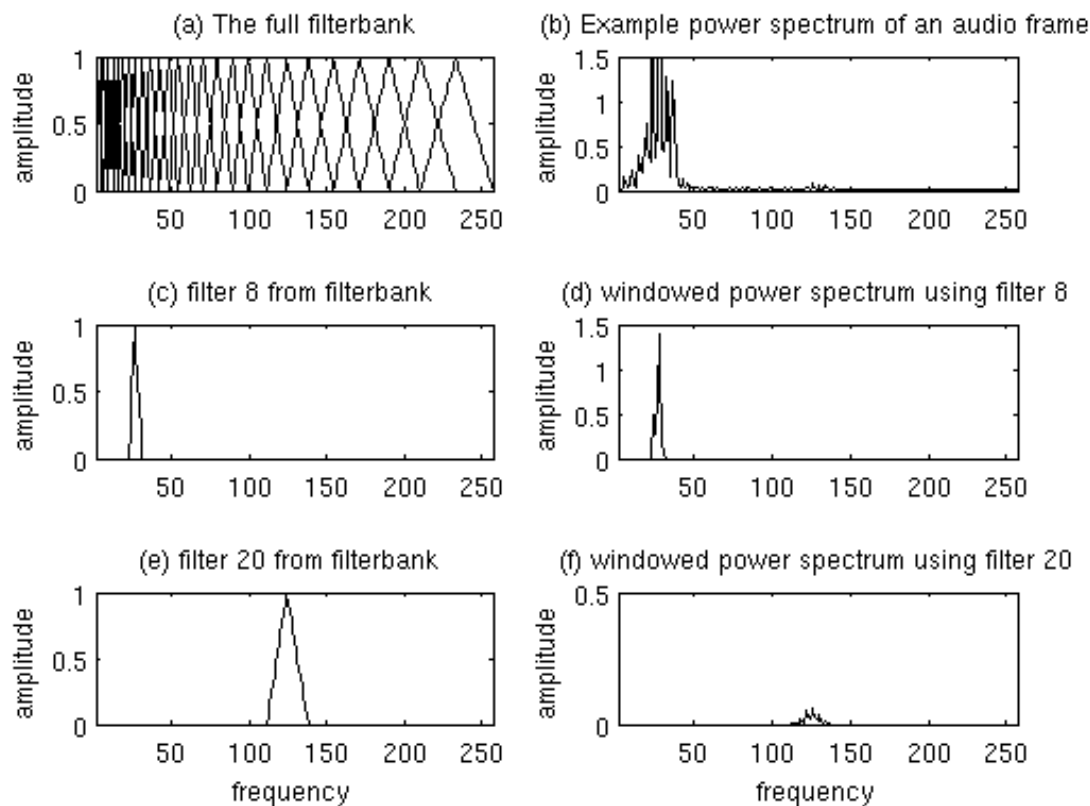 (a) The full filterbank
amplitude
1
0.5
0
50 100 150 200 250
(b) Example power spectrum of an audio frame
amplitude
1.5
1
0.5
0
50 100 150 200 250
(c) filter 8 from filterbank
amplitude
1
0.5
0
50 100 150 200 250
(d) windowed power spectrum using filter 8
amplitude
1.5
1
0.5
0
50 100 150 200 250
(e) filter 20 from filterbank
amplitude
1
0.5
0
50 100 150 200 250
frequency
(f) windowed power spectrum using filter 20
amplitude
0.5
0
50 100 150 200 250
frequency